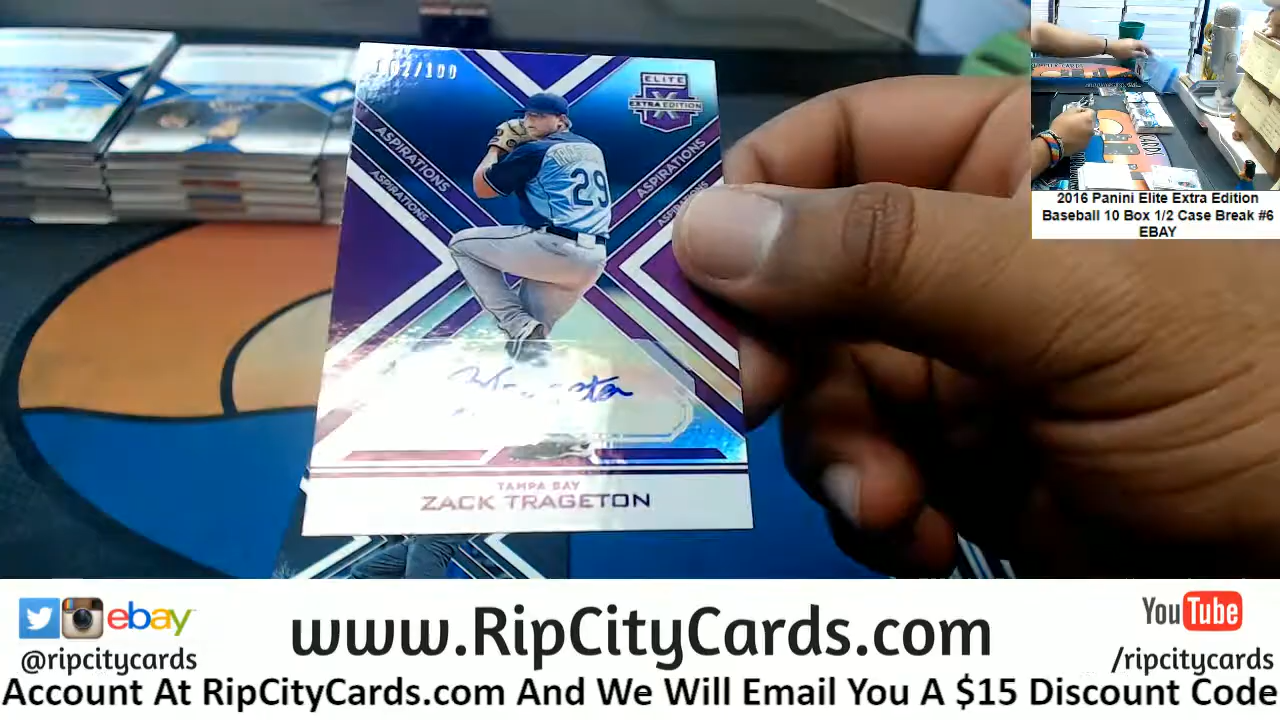 /100
ELITE
EXTRA EDITION
ASPIRATIONS
ASPIRATIONS
ASPIRATIONS
29
TAMPA BAY
ZACK TRAGETON
2016 Panini Elite Extra Edition
Baseball 10 Box 1/2 Case Break #6
EBAY
ebay
@ripcitycards
www.RipCityCards.com
YouTube
/ripcitycards
Account At RipCityCards.com And We Will Email You A $15 Discount Code